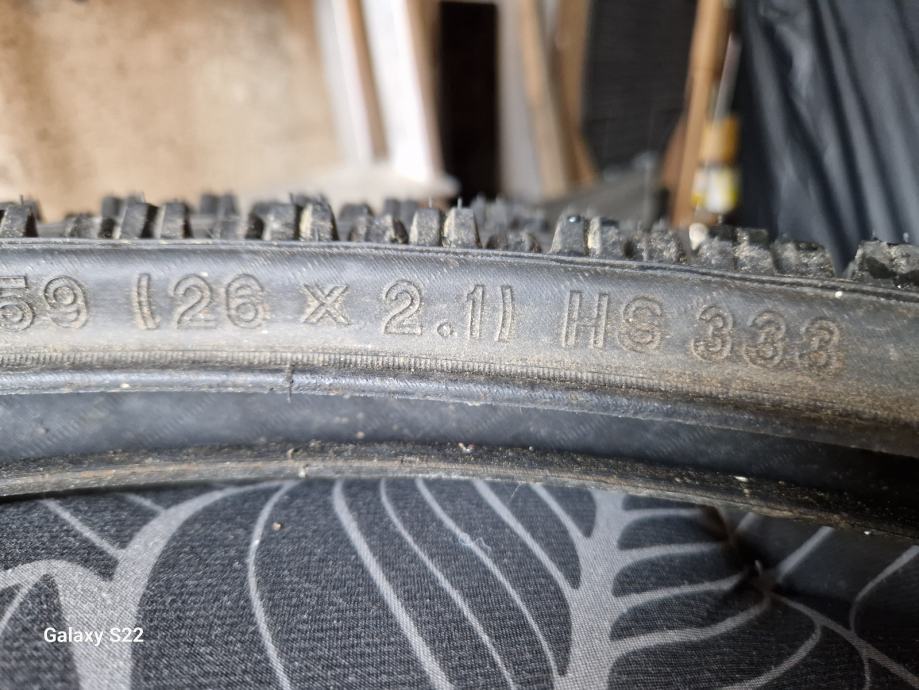 59 (26 x 2.1) HS 333
Galaxy S22